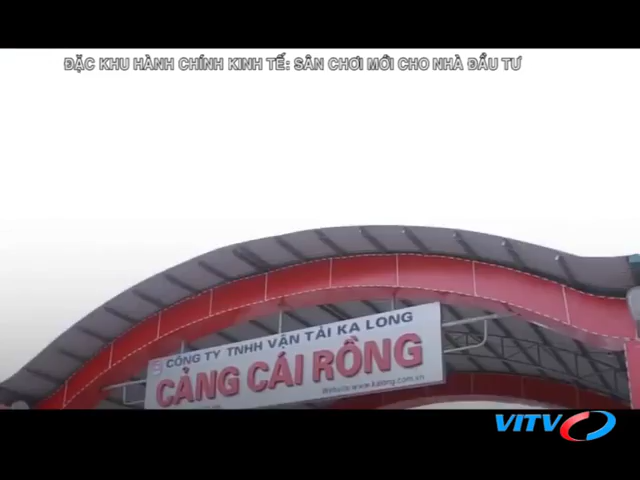 ĐẶC KHU HÀNH CHÍNH KINH TẾ: SÂN CHƠI MỚI CHO NHÀ ĐẦU TƯ
CÔNG TY TNHH VẬN TẢI KA LONG
CẢNG CÁI RỒNG
Website: www.kalong.com.vn
VITV